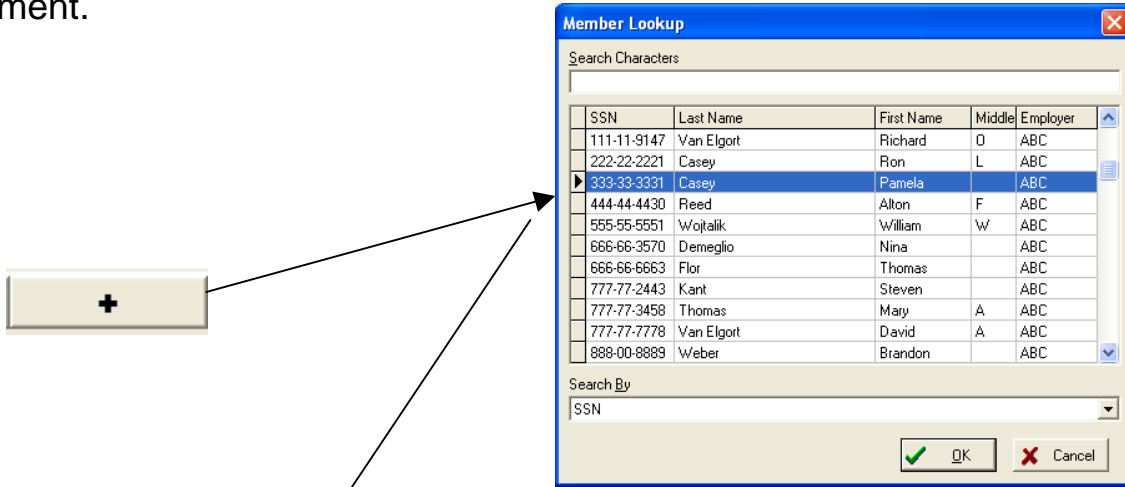 ment.
Member Lookup
Search Characters
SSN Last Name First Name Middle Employer
111-11-9147 Van Elgort Richard O ABC
222-22-2221 Casey Ron L ABC
333-33-3331 Casey Pamela ABC
444-44-4430 Reed Alton F ABC
555-55-5551 Wojtalik William W ABC
666-66-3570 Demeglio Nina ABC
666-66-6663 Flor Thomas ABC
777-77-2443 Kant Steven ABC
777-77-3458 Thomas Mary A ABC
777-77-7778 Van Elgort David A ABC
888-00-8889 Weber Brandon ABC
Search By
SSN
OK Cancel